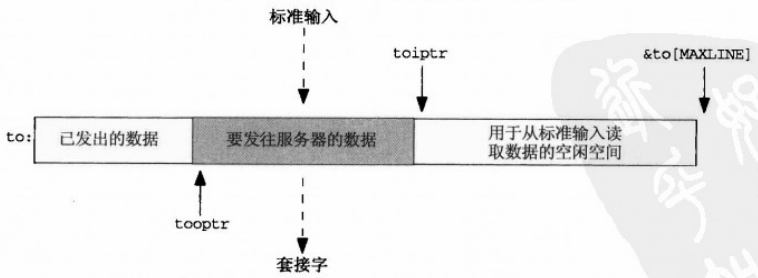 标准输入
toiptr
&to[MAXLINE]
to:
已发出的数据
要发往服务器的数据
用于从标准输入读
取数据的空闲空间
tooptr
套接字